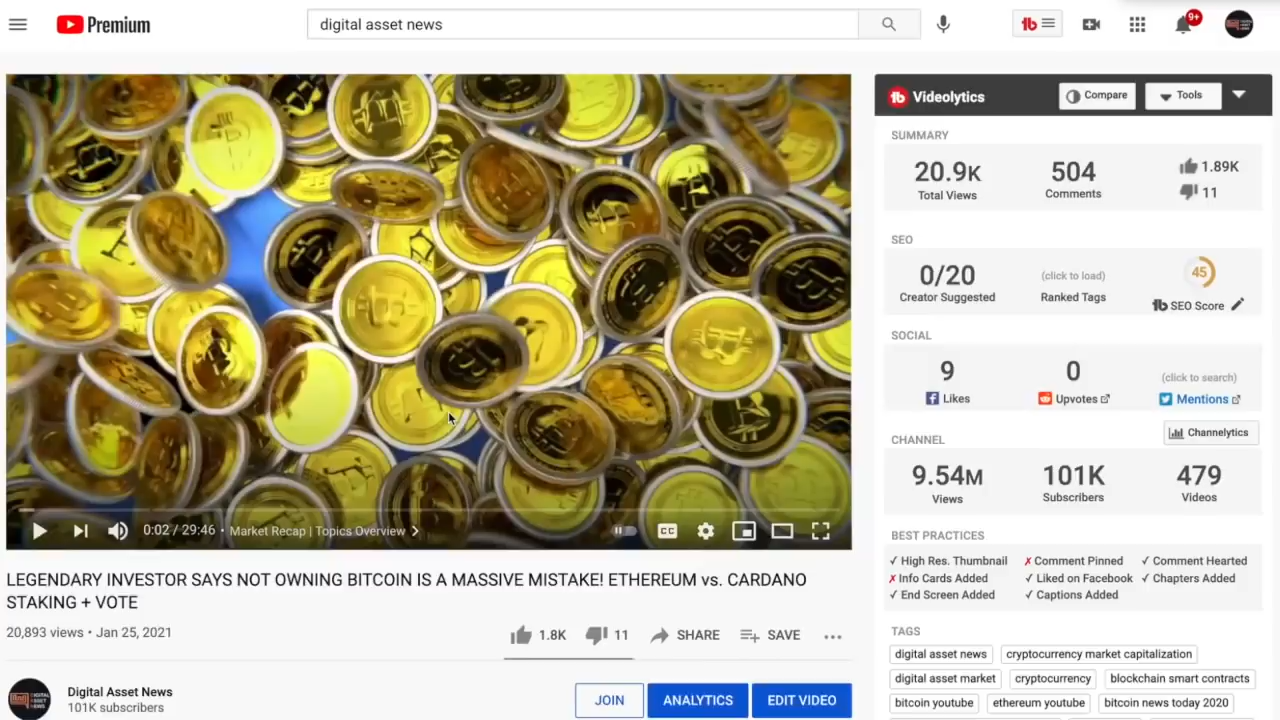 Premium
digital asset news
9+
Videolytics
Compare
Tools
SUMMARY
20.9K
Total Views
504
Comments
1.89K
11
SEO
0/20
Creator Suggested
(click to load)
Ranked Tags
45
SEO Score
SOCIAL
9
Likes
0
Upvotes
(click to search)
Mentions
Channelytics
CHANNEL
9.54M
Views
101K
Subscribers
479
Videos
BEST PRACTICES
✓ High Res. Thumbnail
✗ Comment Pinned
✓ Comment Hearted
✗ Info Cards Added
✓ Liked on Facebook
✓ Chapters Added
✓ End Screen Added
✓ Captions Added
TAGS
digital asset news
cryptocurrency market capitalization
digital asset market
cryptocurrency
blockchain smart contracts
bitcoin youtube
ethereum youtube
bitcoin news today 2020
0:02 / 29:46 • Market Recap | Topics Overview
CC
LEGENDARY INVESTOR SAYS NOT OWNING BITCOIN IS A MASSIVE MISTAKE! ETHEREUM vs. CARDANO
STAKING + VOTE
20,893 views • Jan 25, 2021
1.8K
11
SHARE
SAVE
Digital Asset News
101K subscribers
JOIN
ANALYTICS
EDIT VIDEO